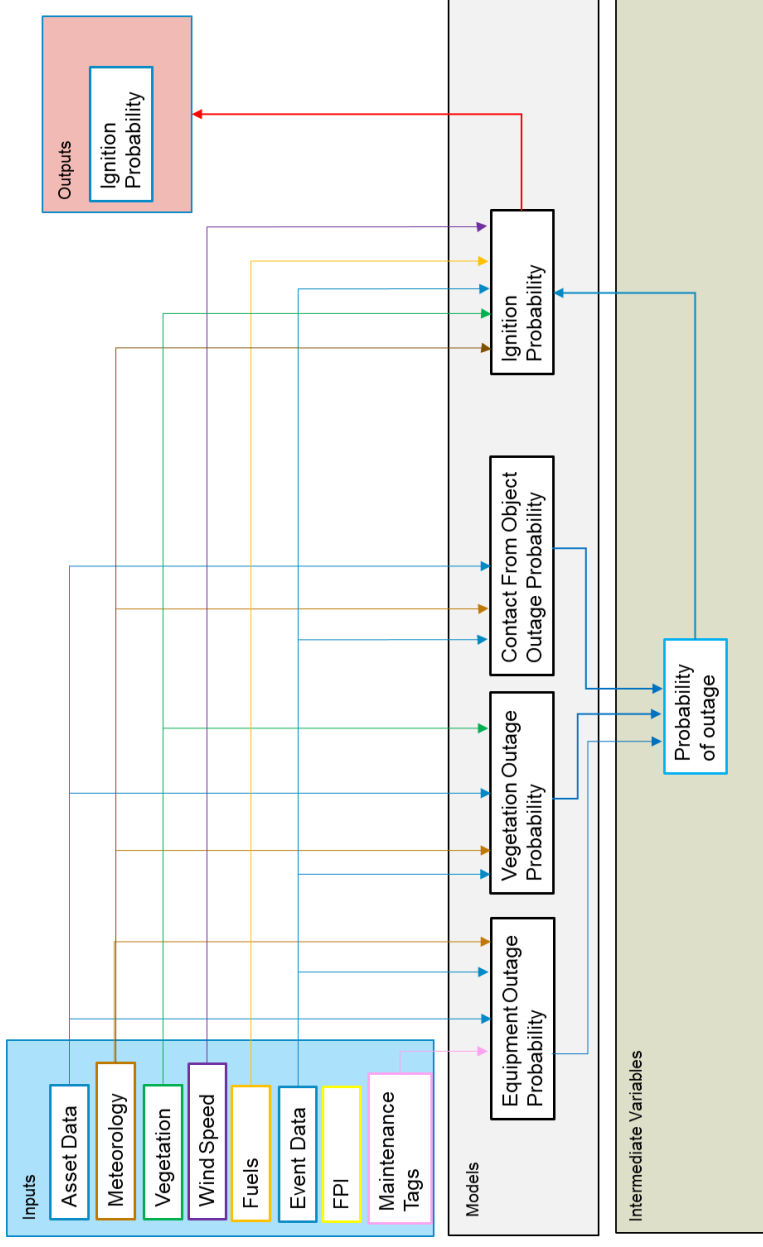 Inputs
Asset Data
Meteorology
Vegetation
Wind Speed
Fuels
Event Data
FPI
Maintenance
Tags
Models
Equipment Outage
Probability
Vegetation Outage
Probability
Contact From Object
Outage Probability
Ignition
Probability
Intermediate Variables
Probability
of outage
Outputs
Ignition
Probability